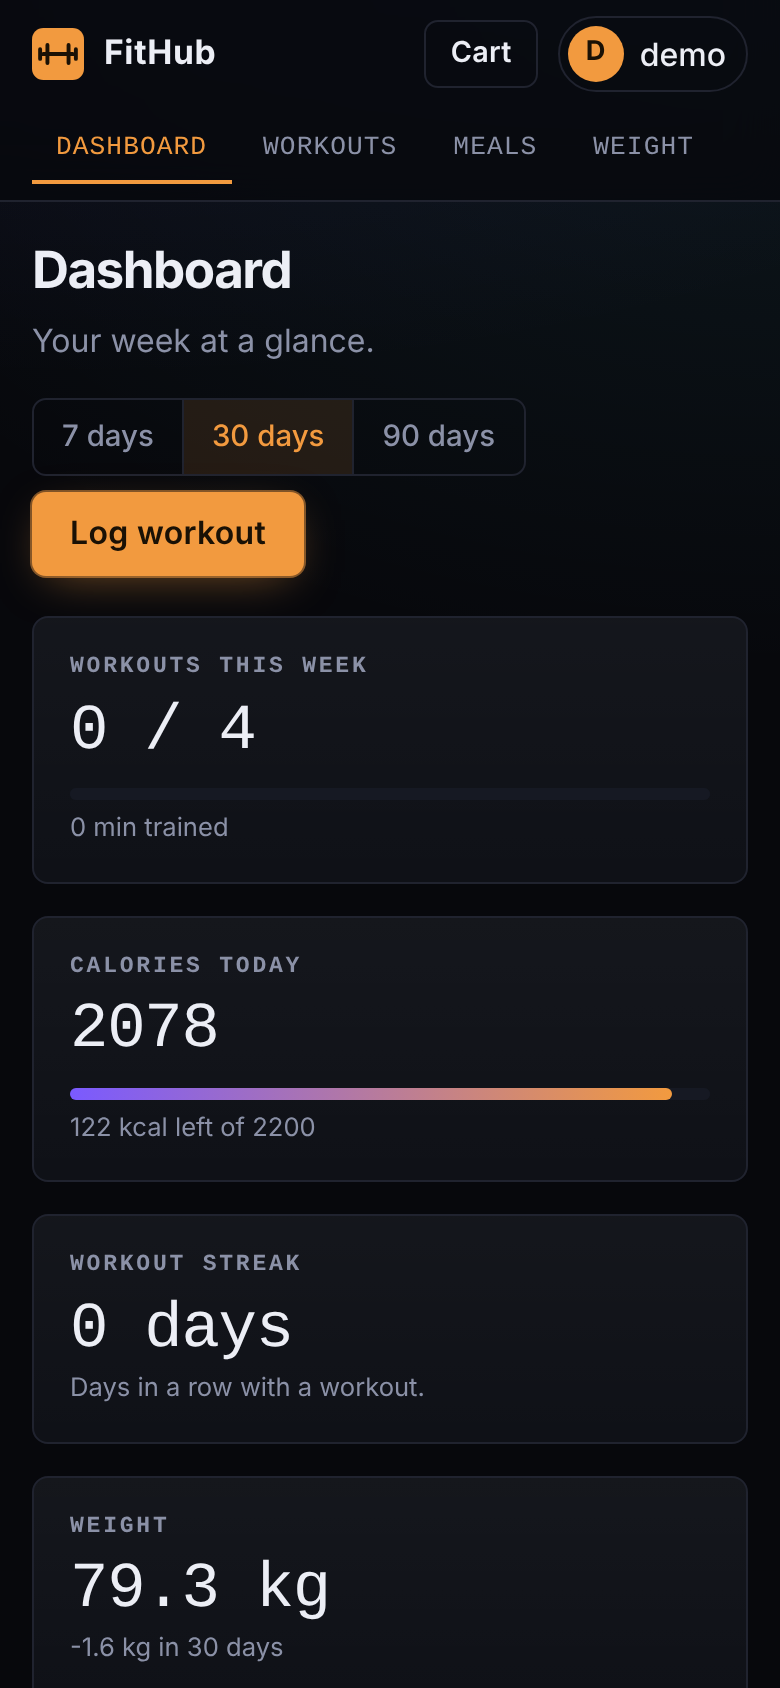 FitHub
Cart
D
demo
DASHBOARD WORKOUTS MEALS WEIGHT
Dashboard
Your week at a glance.
7 days 30 days 90 days
Log workout
WORKOUTS THIS WEEK
0 / 4
0 min trained
CALORIES TODAY
2078
122 kcal left of 2200
WORKOUT STREAK
0 days
Days in a row with a workout.
WEIGHT
79.3 kg
-1.6 kg in 30 days